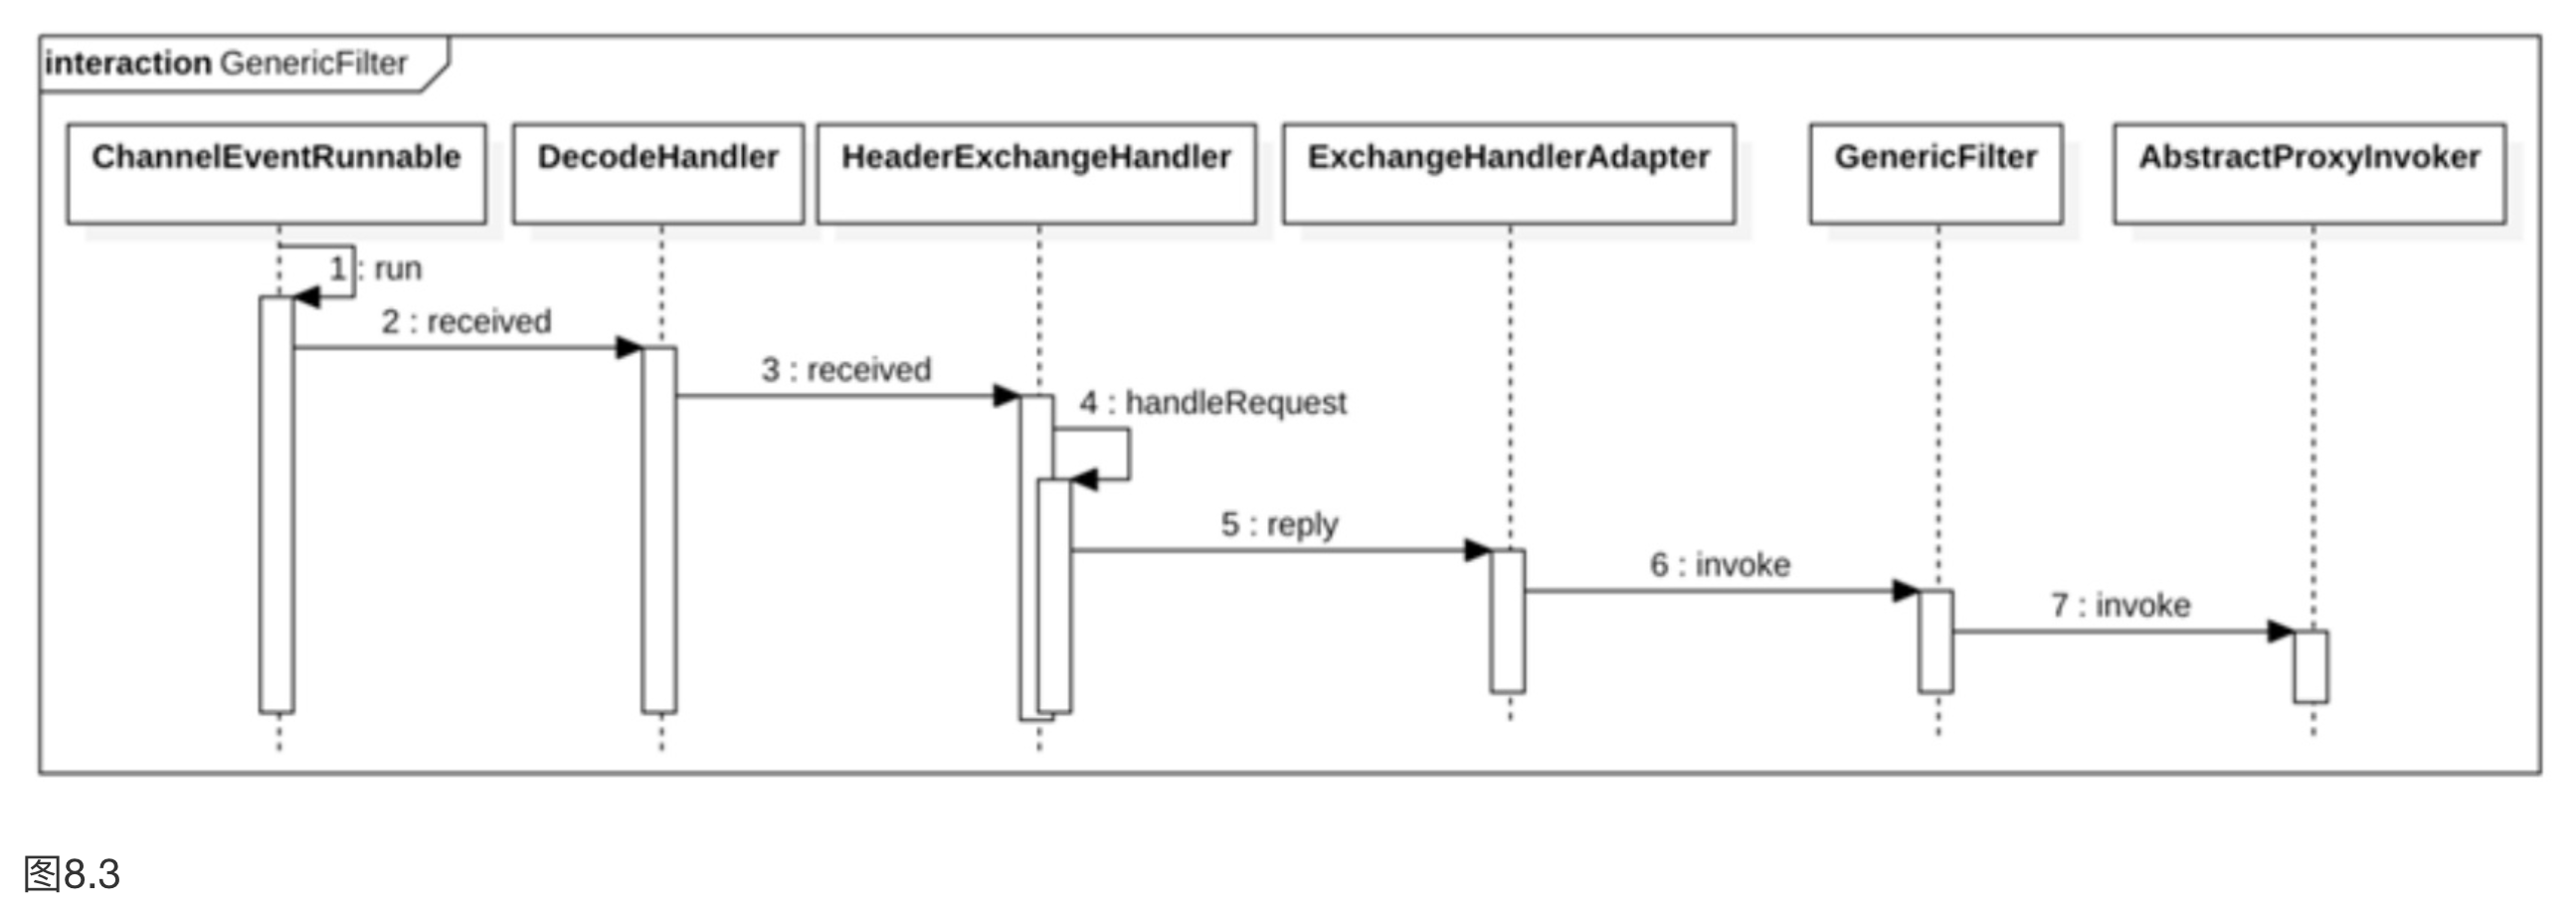 interaction GenericFilter
ChannelEventRunnable
DecodeHandler
HeaderExchangeHandler
ExchangeHandlerAdapter
GenericFilter
AbstractProxyInvoker
1 : run
2 : received
3 : received
4 : handleRequest
5 : reply
6 : invoke
7 : invoke
图8.3